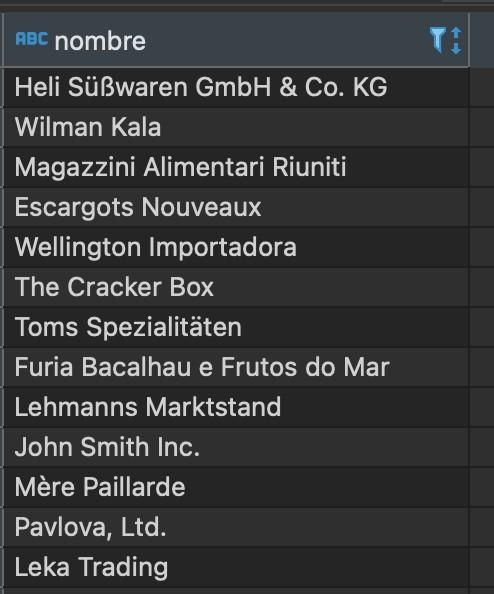 ABC nombre
Heli Süßwaren GmbH & Co. KG
Wilman Kala
Magazzini Alimentari Riuniti
Escargots Nouveaux
Wellington Importadora
The Cracker Box
Toms Spezialitäten
Furia Bacalhau e Frutos do Mar
Lehmanns Marktstand
John Smith Inc.
Mère Paillarde
Pavlova, Ltd.
Leka Trading